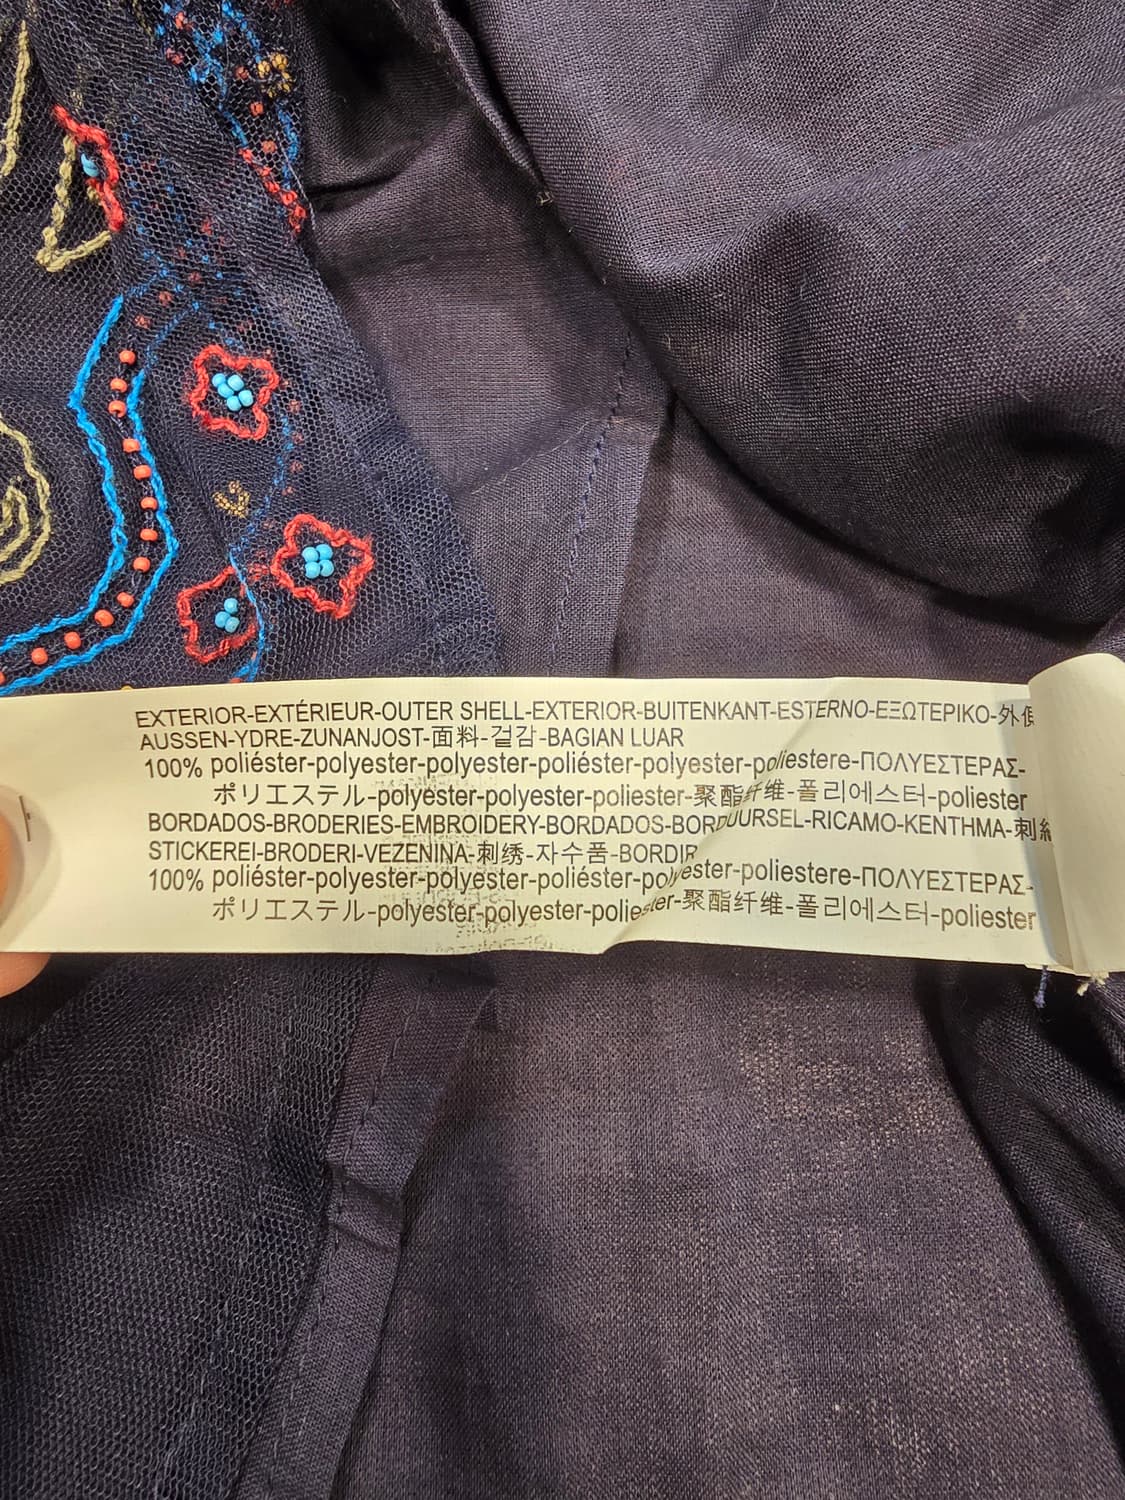 EXTERIOR-EXTÉRIEUR-OUTER SHELL-EXTERIOR-BUITENKANT-ESTERNO-ΕΞΩΤΕΡΙΚΟ-外側
AUSSEN-YDRE-ZUNANJOST-面料-겉감-BAGIAN LUAR
100% poliéster-polyester-polyester-poliéster-polyester-poliestere-ΠΟΛΥΕΣΤΕΡΑΣ-
ポリエステル-polyester-polyester-poliester-聚酯纤维-폴리에스터-poliester
BORDADOS-BRODERIES-EMBROIDERY-BORDADOS-BORDUURSEL-RICAMO-KENTHMA-刺繍
STICKEREI-BRODERI-VEZENINA-刺绣-자수품-BORDIR
100% poliéster-polyester-polyester-poliéster-polyester-poliestere-ΠΟΛΥΕΣΤΕΡΑΣ-
ポリエステル-polyester-polyester-poliester-聚酯纤维-폴리에스터-poliester